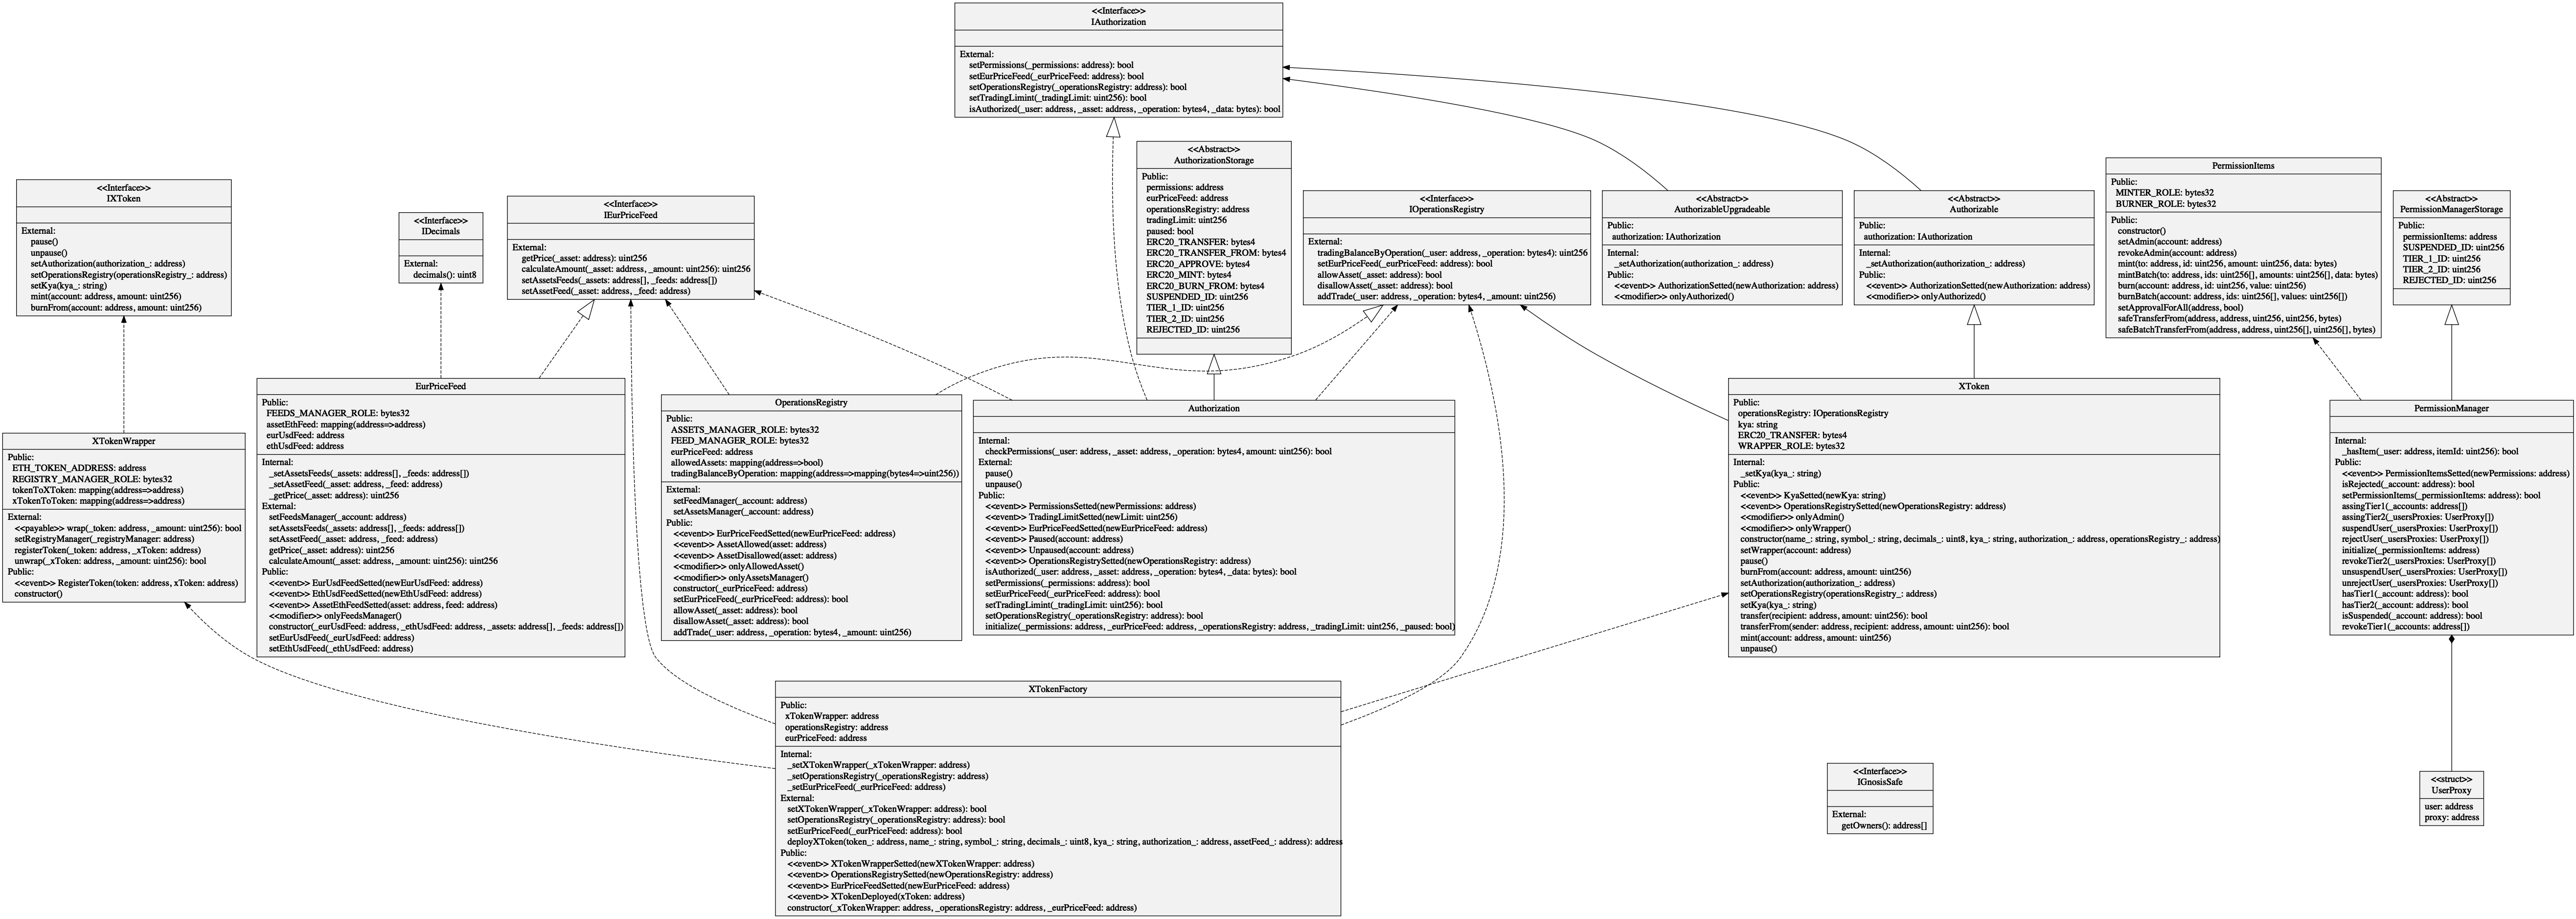 <<Interface>>
IAuthorization
External:
setPermissions(_permissions: address): bool
setEurPriceFeed(_eurPriceFeed: address): bool
setOperationsRegistry(_operationsRegistry: address): bool
setTradingLimint(_tradingLimit: uint256): bool
isAuthorized(_user: address, _asset: address, _operation: bytes4, _data: bytes): bool
<<Interface>>
IXToken
External:
pause()
unpause()
setAuthorization(authorization_: address)
setOperationsRegistry(operationsRegistry_: address)
setKya(kya_: string)
mint(account: address, amount: uint256)
burnFrom(account: address, amount: uint256)
<<Interface>>
IDecimals
External:
decimals(): uint8
<<Interface>>
IEurPriceFeed
External:
getPrice(_asset: address): uint256
calculateAmount(_asset: address, _amount: uint256): uint256
setAssetsFeeds(_assets: address[], _feeds: address[])
setAssetFeed(_asset: address, _feed: address)
<<Abstract>>
AuthorizationStorage
Public:
permissions: address
eurPriceFeed: address
operationsRegistry: address
tradingLimit: uint256
paused: bool
ERC20_TRANSFER: bytes4
ERC20_TRANSFER_FROM: bytes4
ERC20_APPROVE: bytes4
ERC20_MINT: bytes4
ERC20_BURN_FROM: bytes4
SUSPENDED_ID: uint256
TIER_1_ID: uint256
TIER_2_ID: uint256
REJECTED_ID: uint256
<<Interface>>
IOperationsRegistry
External:
tradingBalanceByOperation(_user: address, _operation: bytes4): uint256
setEurPriceFeed(_eurPriceFeed: address): bool
allowAsset(_asset: address): bool
disallowAsset(_asset: address): bool
addTrade(_user: address, _operation: bytes4, _amount: uint256)
<<Abstract>>
AuthorizableUpgradeable
Public:
authorization: IAuthorization
Internal:
_setAuthorization(authorization_: address)
Public:
<<event>> AuthorizationSetted(newAuthorization: address)
<<modifier>> onlyAuthorized()
<<Abstract>>
Authorizable
Public:
authorization: IAuthorization
Internal:
_setAuthorization(authorization_: address)
Public:
<<event>> AuthorizationSetted(newAuthorization: address)
<<modifier>> onlyAuthorized()
PermissionItems
Public:
MINTER_ROLE: bytes32
BURNER_ROLE: bytes32
Public:
constructor()
setAdmin(account: address)
revokeAdmin(account: address)
mint(to: address, id: uint256, amount: uint256, data: bytes)
mintBatch(to: address, ids: uint256[], amounts: uint256[], data: bytes)
burn(account: address, id: uint256, value: uint256)
burnBatch(account: address, ids: uint256[], values: uint256[])
setApprovalForAll(address, bool)
safeTransferFrom(address, address, uint256, uint256, bytes)
safeBatchTransferFrom(address, address, uint256[], uint256[], bytes)
<<Abstract>>
PermissionManagerStorage
Public:
permissionItems: address
SUSPENDED_ID: uint256
TIER_1_ID: uint256
TIER_2_ID: uint256
REJECTED_ID: uint256
XTokenWrapper
Public:
ETH_TOKEN_ADDRESS: address
REGISTRY_MANAGER_ROLE: bytes32
tokenToXToken: mapping(address=>address)
xTokenToToken: mapping(address=>address)
External:
<<payable>> wrap(_token: address, _amount: uint256): bool
setRegistryManager(_registryManager: address)
registerToken(_token: address, _xToken: address)
unwrap(_xToken: address, _amount: uint256): bool
Public:
<<event>> RegisterToken(token: address, xToken: address)
constructor()
EurPriceFeed
Public:
FEEDS_MANAGER_ROLE: bytes32
assetEthFeed: mapping(address=>address)
eurUsdFeed: address
ethUsdFeed: address
Internal:
_setAssetsFeeds(_assets: address[], _feeds: address[])
_setAssetFeed(_asset: address, _feed: address)
_getPrice(_asset: address): uint256
External:
setFeedsManager(_account: address)
setAssetsFeeds(_assets: address[], _feeds: address[])
setAssetFeed(_asset: address, _feed: address)
getPrice(_asset: address): uint256
calculateAmount(_asset: address, _amount: uint256): uint256
Public:
<<event>> EurUsdFeedSetted(newEurUsdFeed: address)
<<event>> EthUsdFeedSetted(newEthUsdFeed: address)
<<event>> AssetEthFeedSetted(asset: address, feed: address)
<<modifier>> onlyFeedsManager()
constructor(_eurUsdFeed: address, _ethUsdFeed: address, _assets: address[], _feeds: address[])
setEurUsdFeed(_eurUsdFeed: address)
setEthUsdFeed(_ethUsdFeed: address)
OperationsRegistry
Public:
ASSETS_MANAGER_ROLE: bytes32
FEED_MANAGER_ROLE: bytes32
eurPriceFeed: address
allowedAssets: mapping(address=>bool)
tradingBalanceByOperation: mapping(address=>mapping(bytes4=>uint256))
External:
setFeedManager(_account: address)
setAssetsManager(_account: address)
Public:
<<event>> EurPriceFeedSetted(newEurPriceFeed: address)
<<event>> AssetAllowed(asset: address)
<<event>> AssetDisallowed(asset: address)
<<modifier>> onlyAllowedAsset()
<<modifier>> onlyAssetsManager()
constructor(_eurPriceFeed: address)
setEurPriceFeed(_eurPriceFeed: address): bool
allowAsset(_asset: address): bool
disallowAsset(_asset: address): bool
addTrade(_user: address, _operation: bytes4, _amount: uint256)
Authorization
Internal:
checkPermissions(_user: address, _asset: address, _operation: bytes4, amount: uint256): bool
External:
pause()
unpause()
Public:
<<event>> PermissionsSetted(newPermissions: address)
<<event>> TradingLimitSetted(newLimit: uint256)
<<event>> EurPriceFeedSetted(newEurPriceFeed: address)
<<event>> Paused(account: address)
<<event>> Unpaused(account: address)
<<event>> OperationsRegistrySetted(newOperationsRegistry: address)
isAuthorized(_user: address, _asset: address, _operation: bytes4, _data: bytes): bool
setPermissions(_permissions: address): bool
setEurPriceFeed(_eurPriceFeed: address): bool
setTradingLimint(_tradingLimit: uint256): bool
setOperationsRegistry(_operationsRegistry: address): bool
initialize(_permissions: address, _eurPriceFeed: address, _operationsRegistry: address, _tradingLimit: uint256, _paused: bool)
XToken
Public:
operationsRegistry: IOperationsRegistry
kya: string
ERC20_TRANSFER: bytes4
WRAPPER_ROLE: bytes32
Internal:
_setKya(kya_: string)
Public:
<<event>> KyaSetted(newKya: string)
<<event>> OperationsRegistrySetted(newOperationsRegistry: address)
<<modifier>> onlyAdmin()
<<modifier>> onlyWrapper()
constructor(name_: string, symbol_: string, decimals_: uint8, kya_: string, authorization_: address, operationsRegistry_: address)
setWrapper(account: address)
pause()
burnFrom(account: address, amount: uint256)
setAuthorization(authorization_: address)
setOperationsRegistry(operationsRegistry_: address)
setKya(kya_: string)
transfer(recipient: address, amount: uint256): bool
transferFrom(sender: address, recipient: address, amount: uint256): bool
mint(account: address, amount: uint256)
unpause()
PermissionManager
Internal:
_hasItem(_user: address, itemId: uint256): bool
Public:
<<event>> PermissionItemsSetted(newPermissions: address)
isRejected(_account: address): bool
setPermissionItems(_permissionItems: address): bool
assingTier1(_accounts: address[])
assingTier2(_usersProxies: UserProxy[])
suspendUser(_usersProxies: UserProxy[])
rejectUser(_usersProxies: UserProxy[])
initialize(_permissionItems: address)
revokeTier2(_usersProxies: UserProxy[])
unsuspendUser(_usersProxies: UserProxy[])
unrejectUser(_usersProxies: UserProxy[])
hasTier1(_account: address): bool
hasTier2(_account: address): bool
isSuspended(_account: address): bool
revokeTier1(_accounts: address[])
XTokenFactory
Public:
xTokenWrapper: address
operationsRegistry: address
eurPriceFeed: address
Internal:
_setXTokenWrapper(_xTokenWrapper: address)
_setOperationsRegistry(_operationsRegistry: address)
_setEurPriceFeed(_eurPriceFeed: address)
External:
setXTokenWrapper(_xTokenWrapper: address): bool
setOperationsRegistry(_operationsRegistry: address): bool
setEurPriceFeed(_eurPriceFeed: address): bool
deployXToken(token_: address, name_: string, symbol_: string, decimals_: uint8, kya_: string, authorization_: address, assetFeed_: address): address
Public:
<<event>> XTokenWrapperSetted(newXTokenWrapper: address)
<<event>> OperationsRegistrySetted(newOperationsRegistry: address)
<<event>> EurPriceFeedSetted(newEurPriceFeed: address)
<<event>> XTokenDeployed(xToken: address)
constructor(_xTokenWrapper: address, _operationsRegistry: address, _eurPriceFeed: address)
<<Interface>>
IGnosisSafe
External:
getOwners(): address[]
<<struct>>
UserProxy
user: address
proxy: address